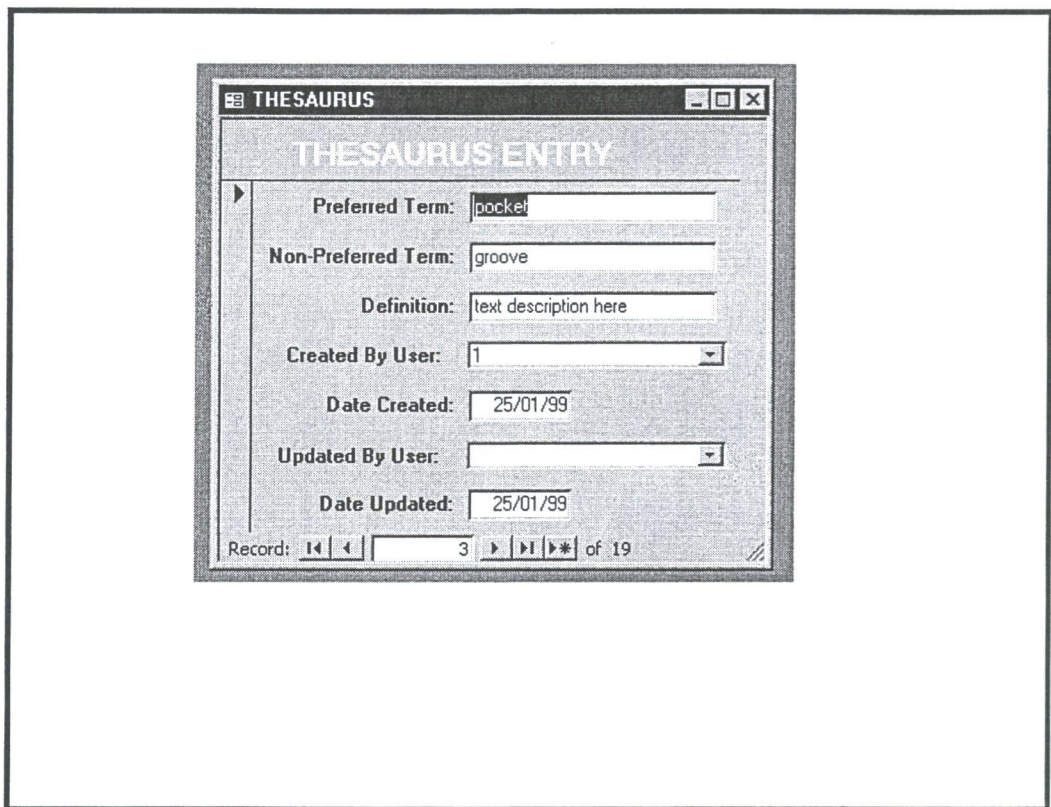 THESAURUS
THESAURUS ENTRY
Preferred Term: pocket
Non-Preferred Term: groove
Definition: text description here
Created By User: 1
Date Created: 25/01/99
Updated By User:
Date Updated: 25/01/99
Record: 3 of 19